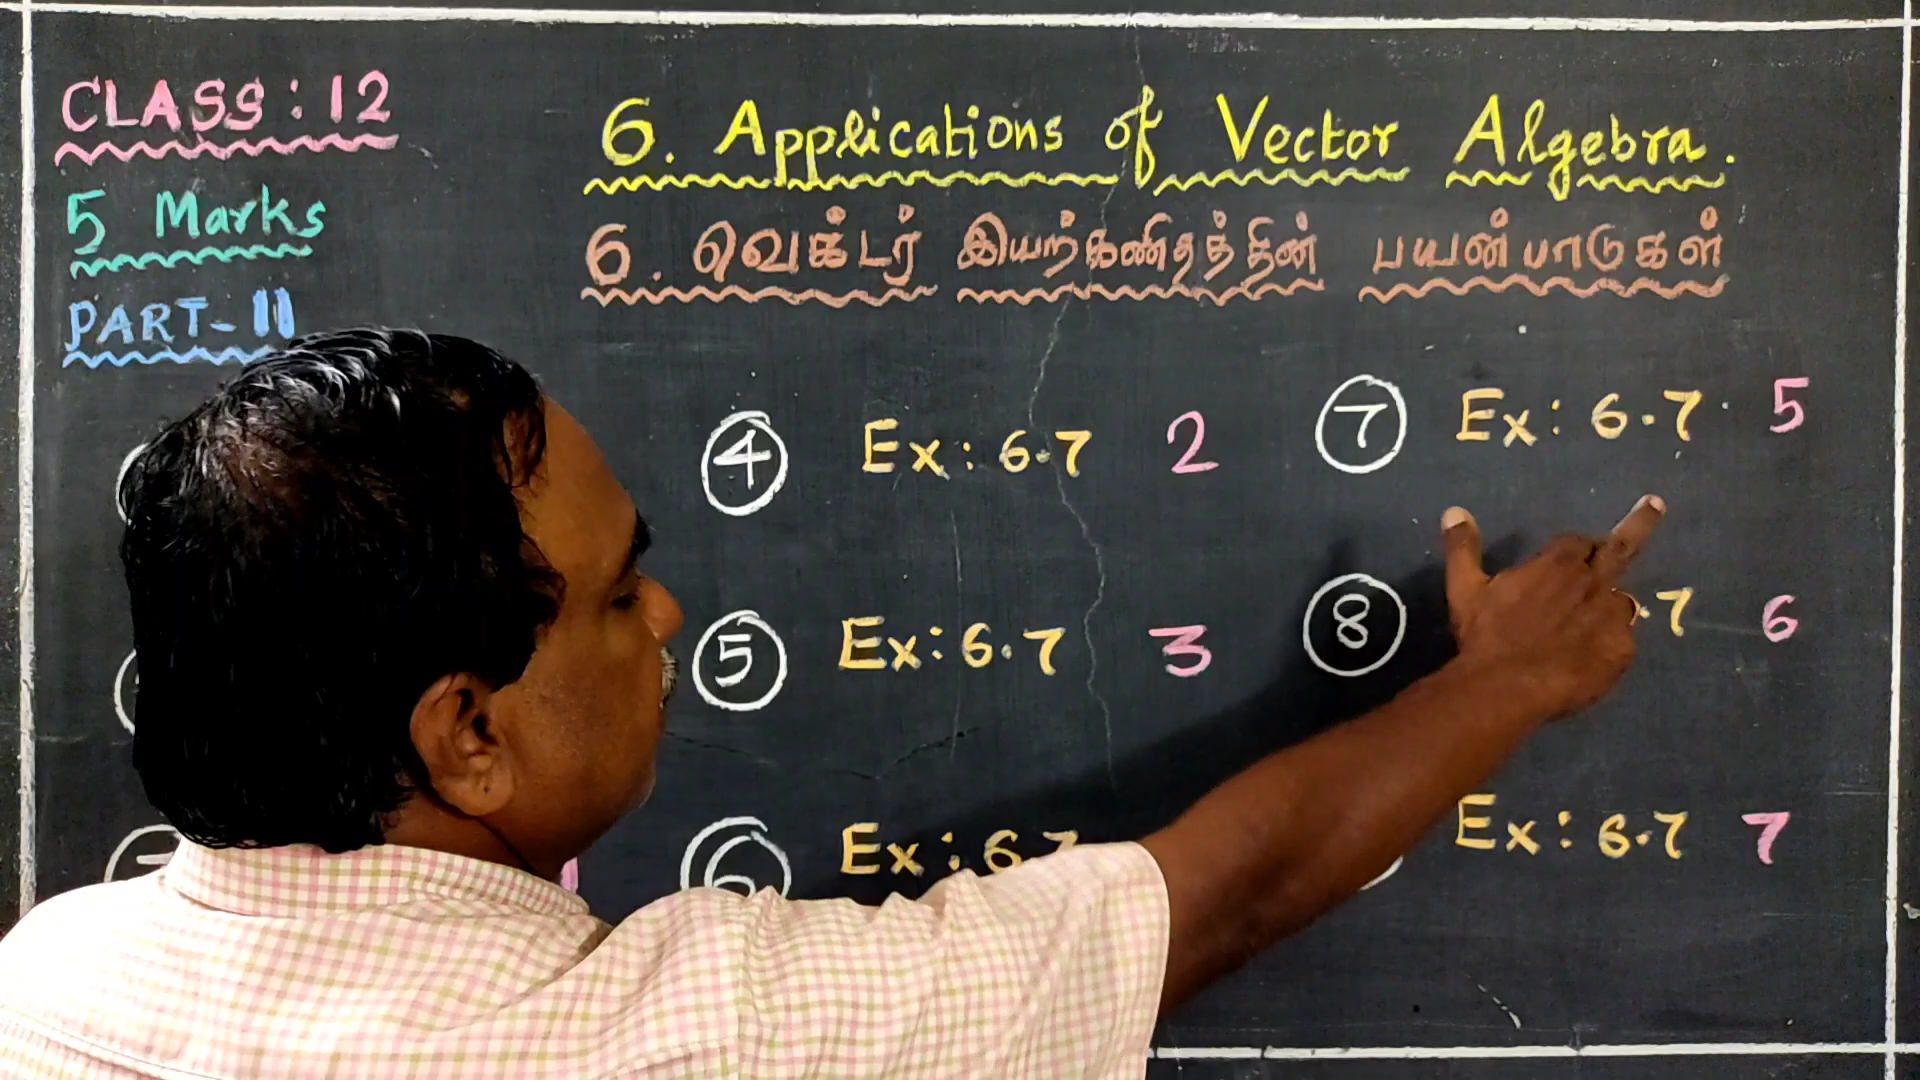 CLASS : 12
5 Marks
PART - II
6. Applications of Vector Algebra.
6. வெக்டர் இயற்கணிதத்தின் பயன்பாடுகள்
4 Ex : 6.7 2
5 Ex : 6.7 3
6 Ex : 6.7
7 Ex : 6.7 5
8 .7 6
Ex : 6.7 7